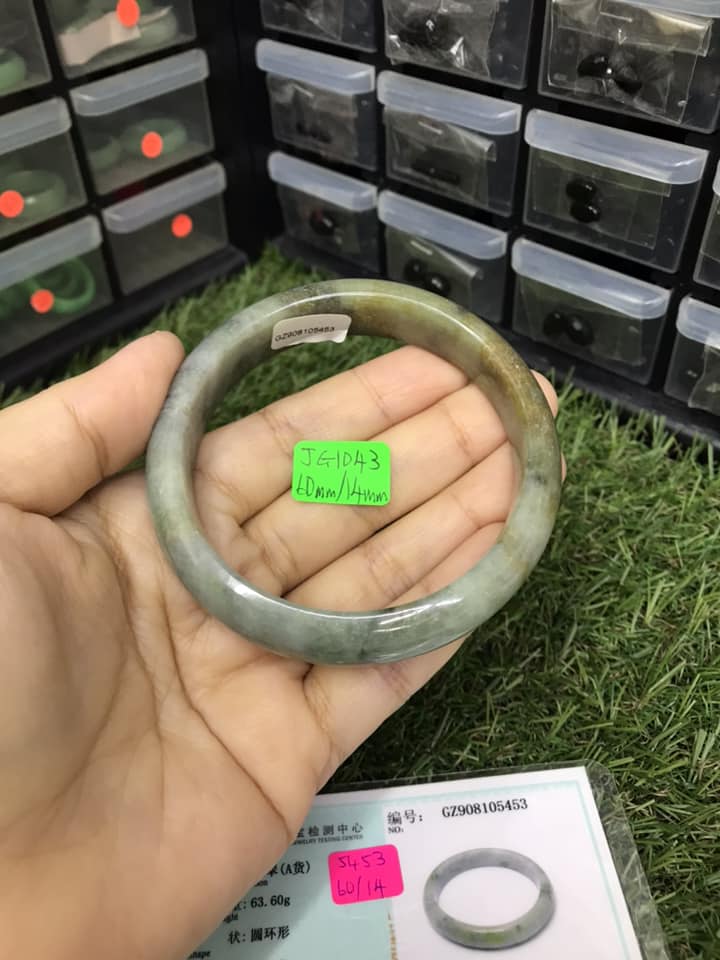 GZ908105453
JG1043
60mm/14mm
宝检测中心
JEWELRY TESTING CENTER
编号: GZ908105453
NO:
5453
60/14
(A货)
: 63.60g
状: 圆环形